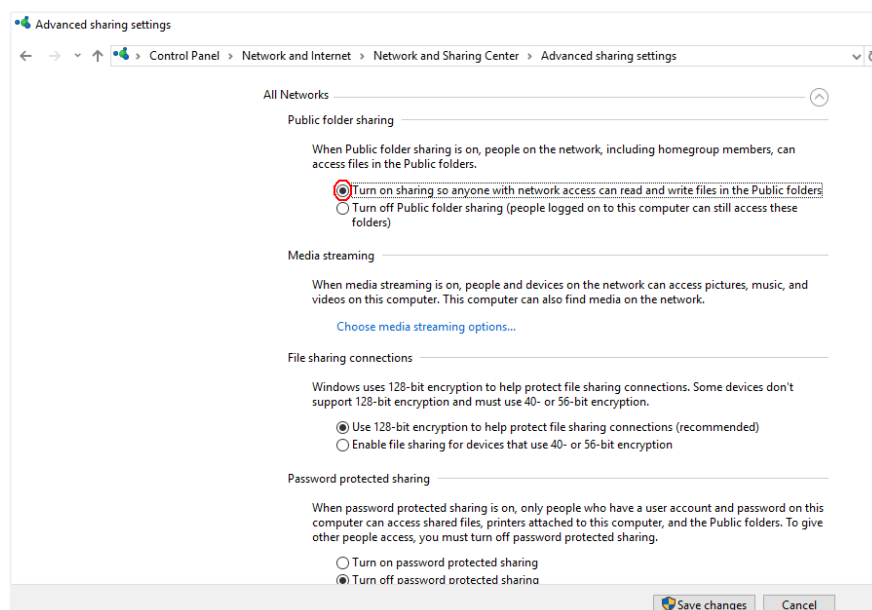 Advanced sharing settings
Control Panel > Network and Internet > Network and Sharing Center > Advanced sharing settings
All Networks
Public folder sharing
When Public folder sharing is on, people on the network, including homegroup members, can
access files in the Public folders.
Turn on sharing so anyone with network access can read and write files in the Public folders
Turn off Public folder sharing (people logged on to this computer can still access these
folders)
Media streaming
When media streaming is on, people and devices on the network can access pictures, music, and
videos on this computer. This computer can also find media on the network.
Choose media streaming options...
File sharing connections
Windows uses 128-bit encryption to help protect file sharing connections. Some devices don't
support 128-bit encryption and must use 40- or 56-bit encryption.
Use 128-bit encryption to help protect file sharing connections (recommended)
Enable file sharing for devices that use 40- or 56-bit encryption
Password protected sharing
When password protected sharing is on, only people who have a user account and password on this
computer can access shared files, printers attached to this computer, and the Public folders. To give
other people access, you must turn off password protected sharing.
Turn on password protected sharing
Turn off password protected sharing
Save changes
Cancel